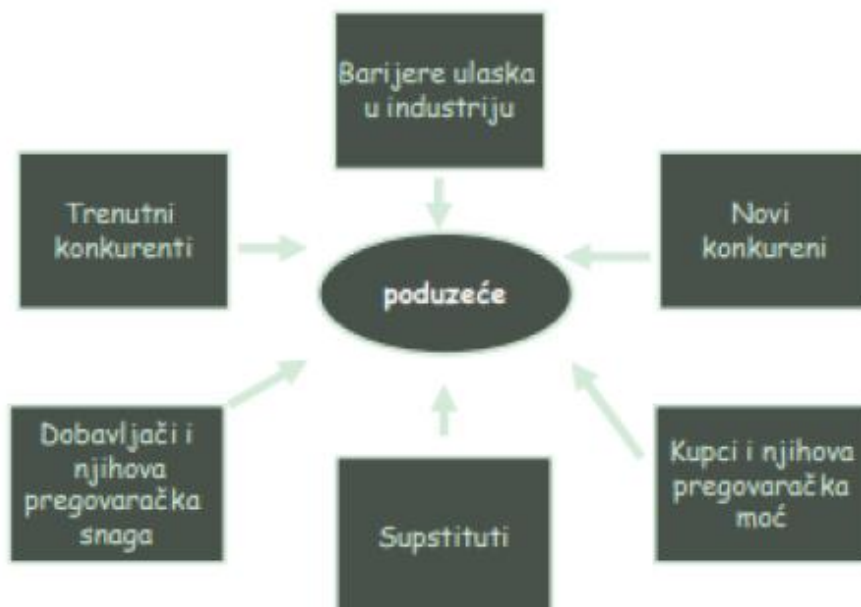 Barijere ulaska
u industriju
Trenutni
konkurenti
Novi
konkureni
poduzeće
Dobavljači i
njihova
pregovaračka
snaga
Supstituti
Kupci i njihova
pregovaračka
moć